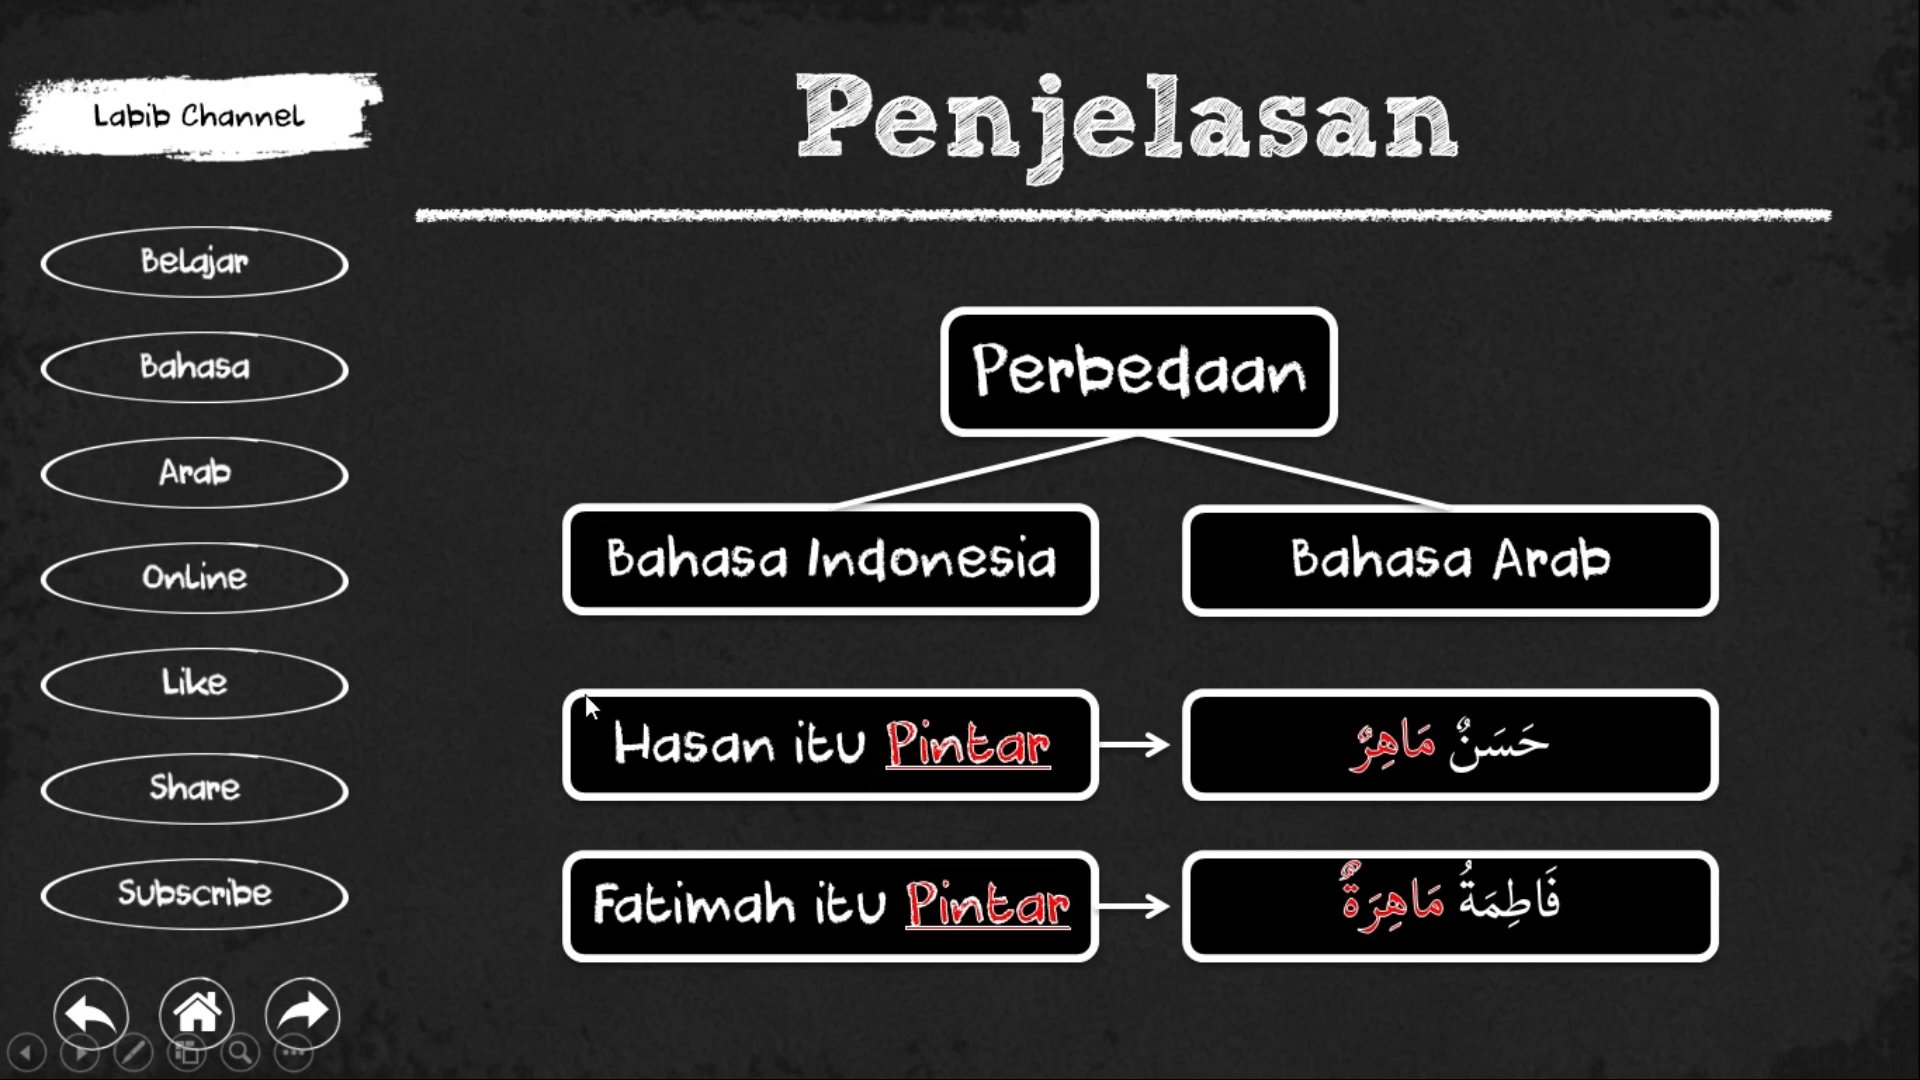 Labib Channel
Belajar
Bahasa
Arab
Online
Like
Share
Subscribe
Penjelasan
Perbedaan
Bahasa Indonesia
Bahasa Arab
Hasan itu Pintar
حَسَنٌ مَاهِرٌ
Fatimah itu Pintar
فَاطِمَةُ مَاهِرَةٌ